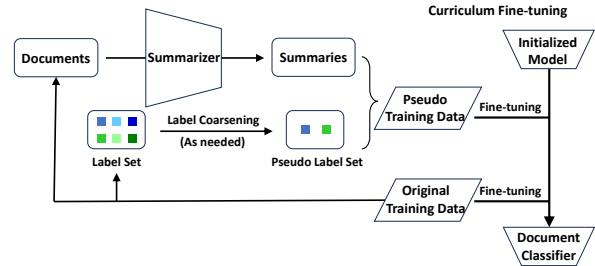 Curriculum Fine-tuning
Documents
Summarizer
Summaries
Initialized
Model
Label Coarsening
(As needed)
Label Set
Pseudo Label Set
Pseudo
Training Data
Fine-tuning
Original
Training Data
Fine-tuning
Document
Classifier